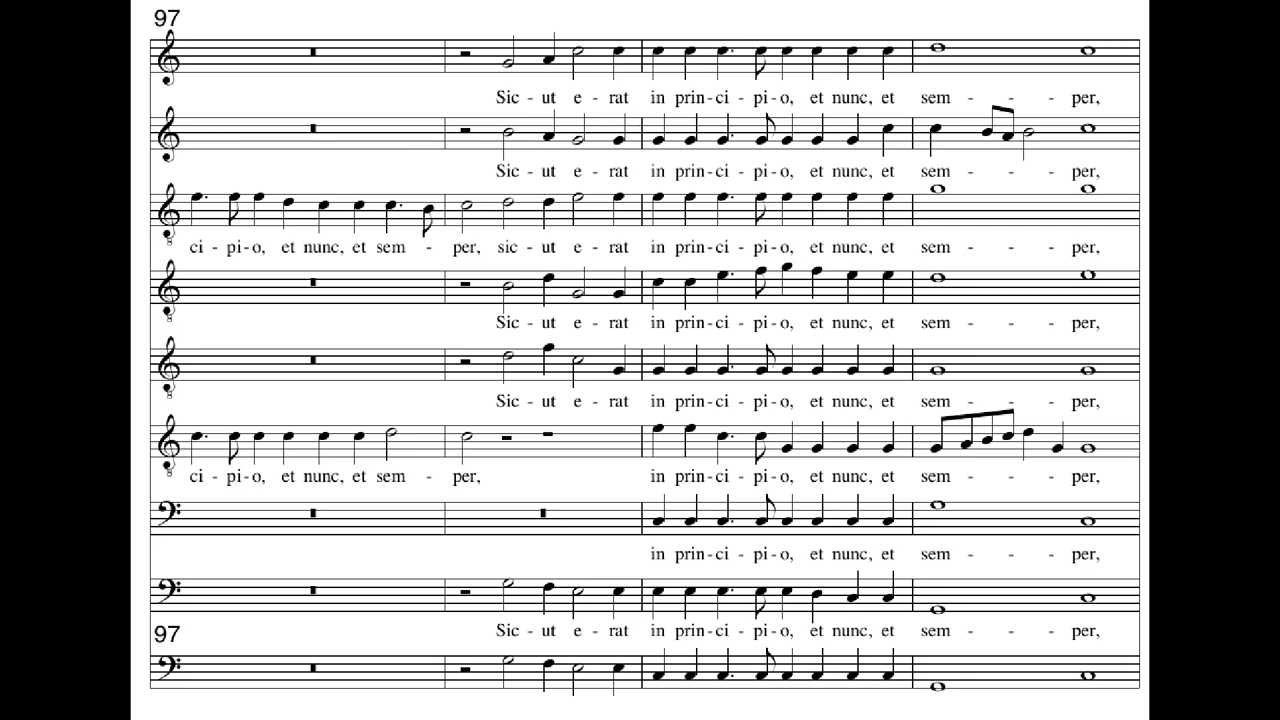 97
Sic - ut e - rat in prin - ci - pi - o, et nunc, et sem - - - per,
Sic - ut e - rat in prin - ci - pi - o, et nunc, et sem - - - per,
ci - pi - o, et nunc, et sem - per, sic - ut e - rat in prin - ci - pi - o, et nunc, et sem - - - per,
Sic - ut e - rat in prin - ci - pi - o, et nunc, et sem - - - per,
Sic - ut e - rat in prin - ci - pi - o, et nunc, et sem - - - per,
ci - pi - o, et nunc, et sem - per, in prin - ci - pi - o, et nunc, et sem - - - per,
in prin - ci - pi - o, et nunc, et sem - - - per,
Sic - ut e - rat in prin - ci - pi - o, et nunc, et sem - - - per,
97